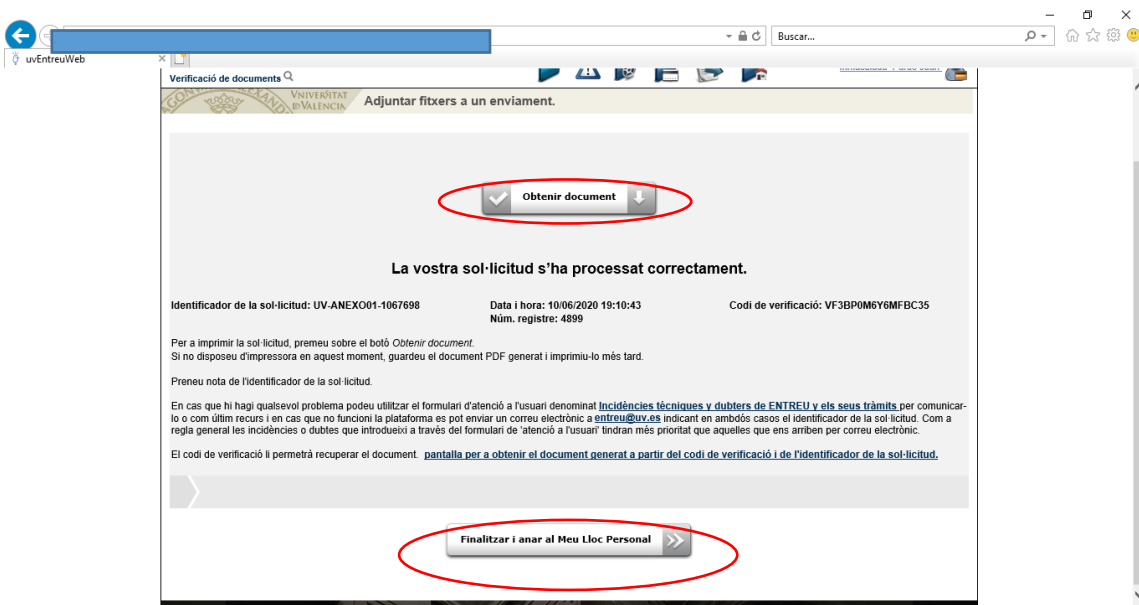 Buscar...
uvEntreuWeb
Verificació de documents
VNIVERSITAT
D VALENCIA
Adjuntar fitxers a un enviament.
Obtenir document
La vostra sol·licitud s'ha processat correctament.
Identificador de la sol·licitud: UV-ANEXO01-1067698
Data i hora: 10/06/2020 19:10:43
Codi de verificació: VF3BP0M6Y6MFBC35
Núm. registre: 4899
Per a imprimir la sol·licitud, premeu sobre el botó Obtenir document.
Si no disposeu d'impressora en aquest moment, guardeu el document PDF generat i imprimiu-lo més tard.
Preneu nota de l'identificador de la sol·licitud.
En cas que hi hagi qualsevol problema podeu utilitzar el formulari d'atenció a l'usuari denominat Incidències técniques y dubters de ENTREU y els seus tràmits per comunicar-
lo o com últim recurs i en cas que no funcioni la plataforma es pot enviar un correu electrònic a entreu@uv.es indicant en ambdós casos el identificador de la sol·licitud. Com a
regla general les incidències o dubtes que introdueixi a través del formulari de 'atenció a l'usuari' tindran més prioritat que aquelles que ens arriben per correu electrònic.
El codi de verificació li permetrà recuperar el document. pantalla per a obtenir el document generat a partir del codi de verificació i de l'identificador de la sol·licitud.
Finalitzar i anar al Meu Lloc Personal